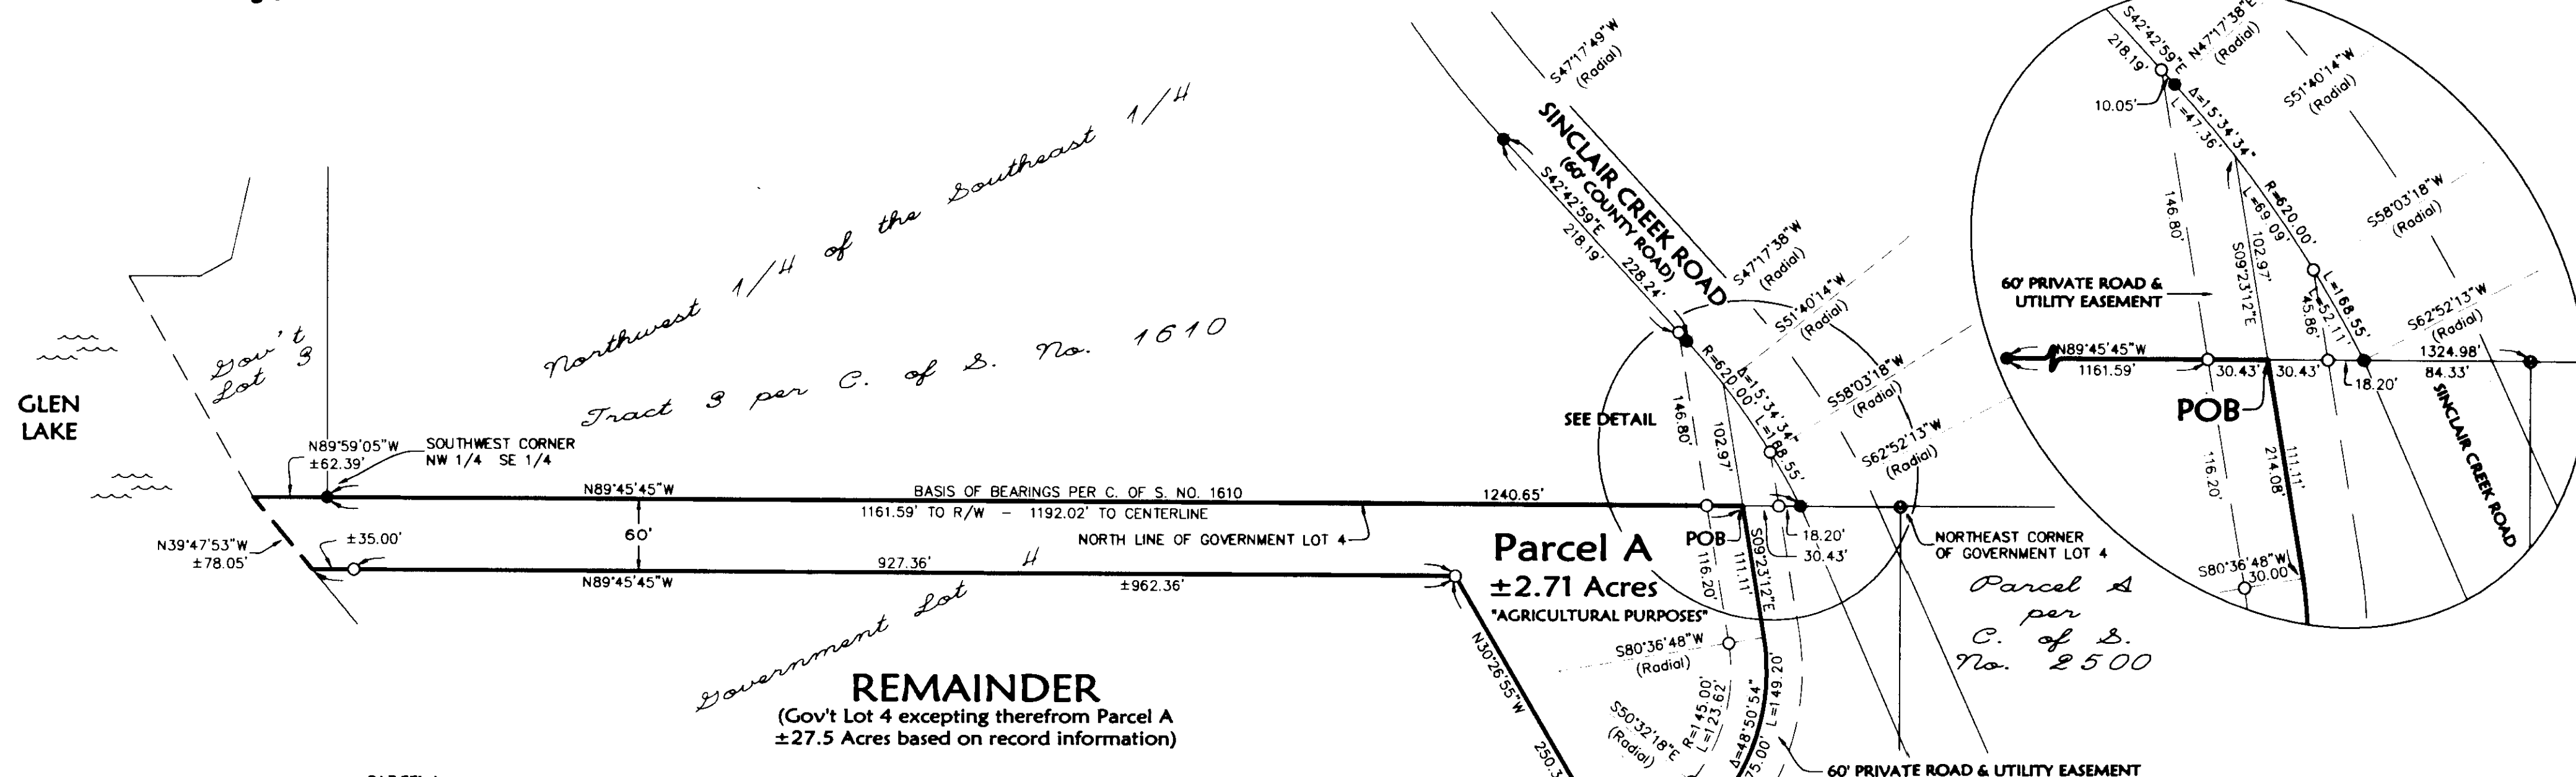 GLEN
LAKE
Gov't
Lot 3
Northwest 1/4 of the Southeast 1/4
Tract 3 per C. of S. No. 1610
N89°59'05"W
±62.39'
SOUTHWEST CORNER
NW 1/4 SE 1/4
N89°45'45"W
BASIS OF BEARINGS PER C. OF S. NO. 1610
1161.59' TO R/W - 1192.02' TO CENTERLINE
1240.65'
NORTH LINE OF GOVERNMENT LOT 4
60'
N39°47'53"W
±78.05'
±35.00'
927.36'
N89°45'45"W
±962.36'
Government Lot 4
REMAINDER
(Gov't Lot 4 excepting therefrom Parcel A
±27.5 Acres based on record information)
S47°17'49"W
(Radial)
SINCLAIR CREEK ROAD
(60' COUNTY ROAD)
S42°42'59"E
218.19'
228.24'
S47°17'38"W
(Radial)
S51°40'14"W
(Radial)
S58°03'18"W
(Radial)
S62°52'13"W
(Radial)
R=620.00'
Δ=15°34'34"
L=168.55'
SEE DETAIL
146.80'
102.97'
POB
18.20'
30.43'
NORTHEAST CORNER
OF GOVERNMENT LOT 4
Parcel A
±2.71 Acres
"AGRICULTURAL PURPOSES"
116.20'
111.11'
S09°23'12"E
Parcel A
per
C. of S.
No. 2500
N30°26'55"W
250.3
S80°36'48"W
(Radial)
S50°32'18"E
(Radial)
R=145.00'
L=123.62'
Δ=48°50'54"
75.00'
L=149.20'
60' PRIVATE ROAD & UTILITY EASEMENT
S42°42'59"E
218.19'
N47°17'38"E
(Radial)
10.05'
Δ=15°34'34"
L=47.36'
S51°40'14"W
(Radial)
R=620.00'
L=69.09'
S58°03'18"W
(Radial)
146.80'
102.97'
S09°23'12"E
60' PRIVATE ROAD &
UTILITY EASEMENT
L=168.55'
L=52.11'
45.86'
S62°52'13"W
(Radial)
N89°45'45"W
1161.59'
30.43'
30.43'
18.20'
1324.98'
84.33'
POB
SINCLAIR CREEK ROAD
116.20'
214.08'
111.11'
S80°36'48"W
30.00'